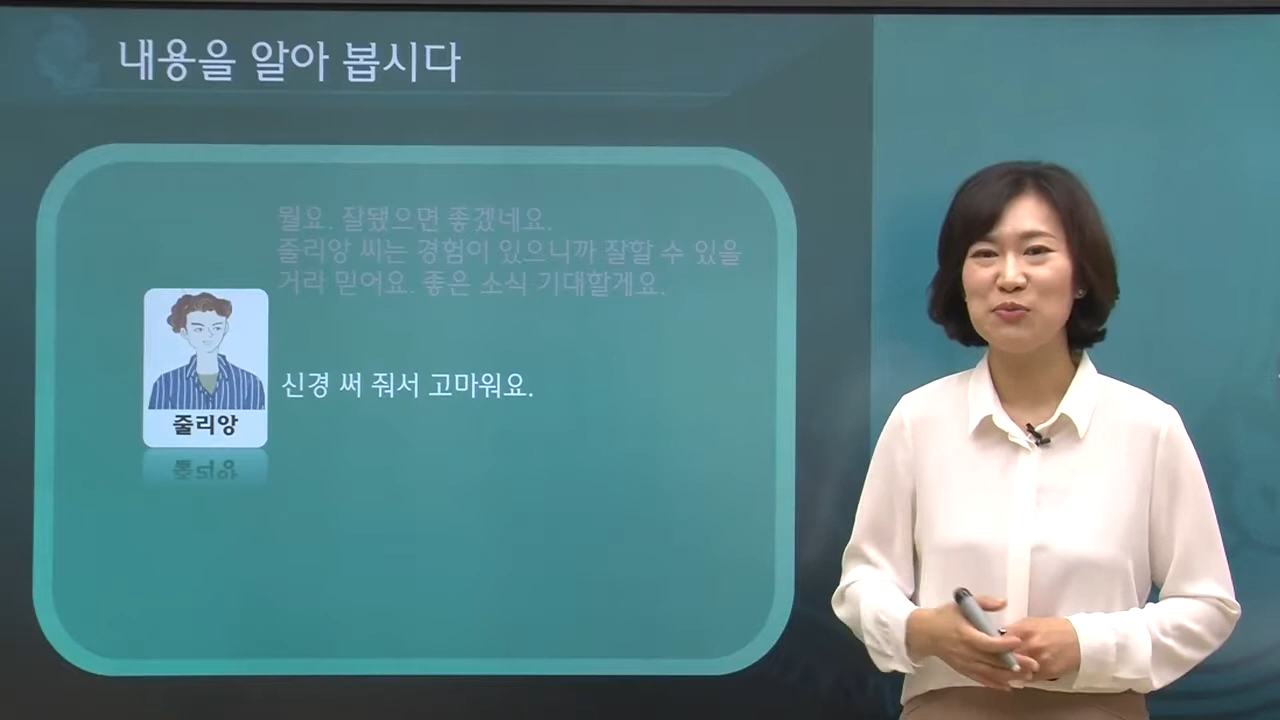 내용을 알아 봅시다
뭘요. 잘됐으면 좋겠네요.
줄리앙 씨는 경험이 있으니까 잘할 수 있을
거라 믿어요. 좋은 소식 기대할게요.
신경 써 줘서 고마워요.
줄리앙